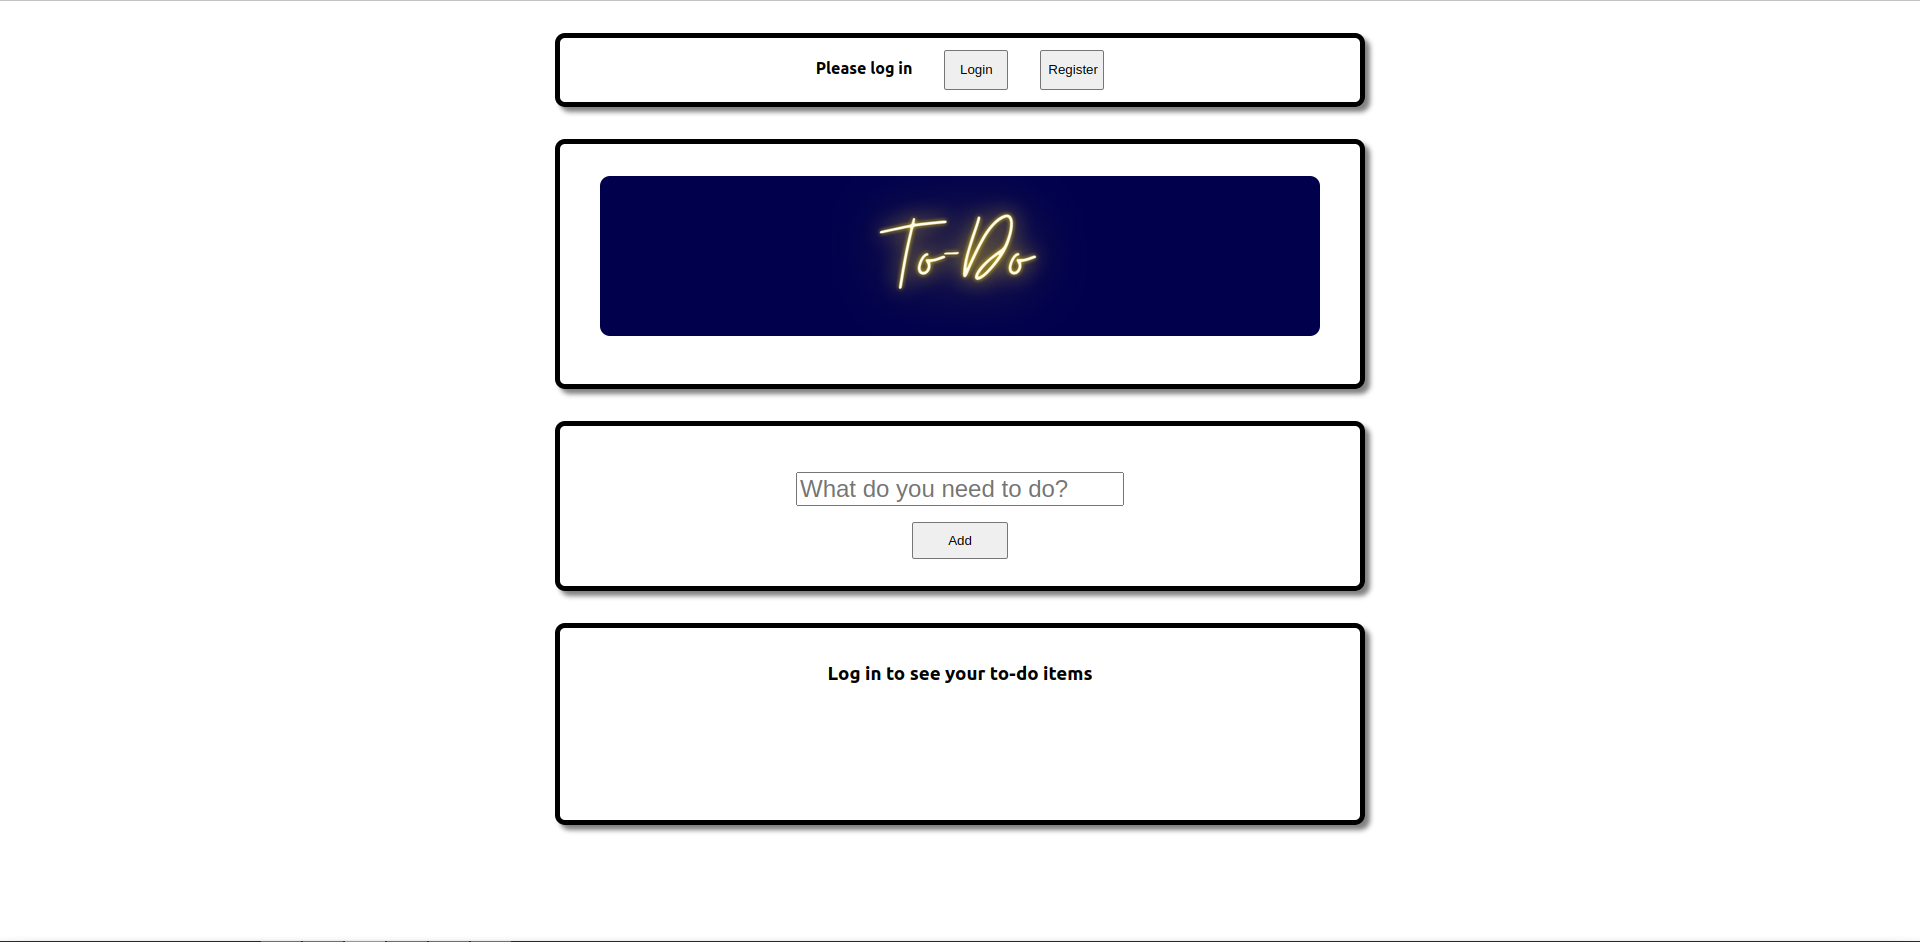 Please log in Login Register
To-Do
What do you need to do?
Add
Log in to see your to-do items